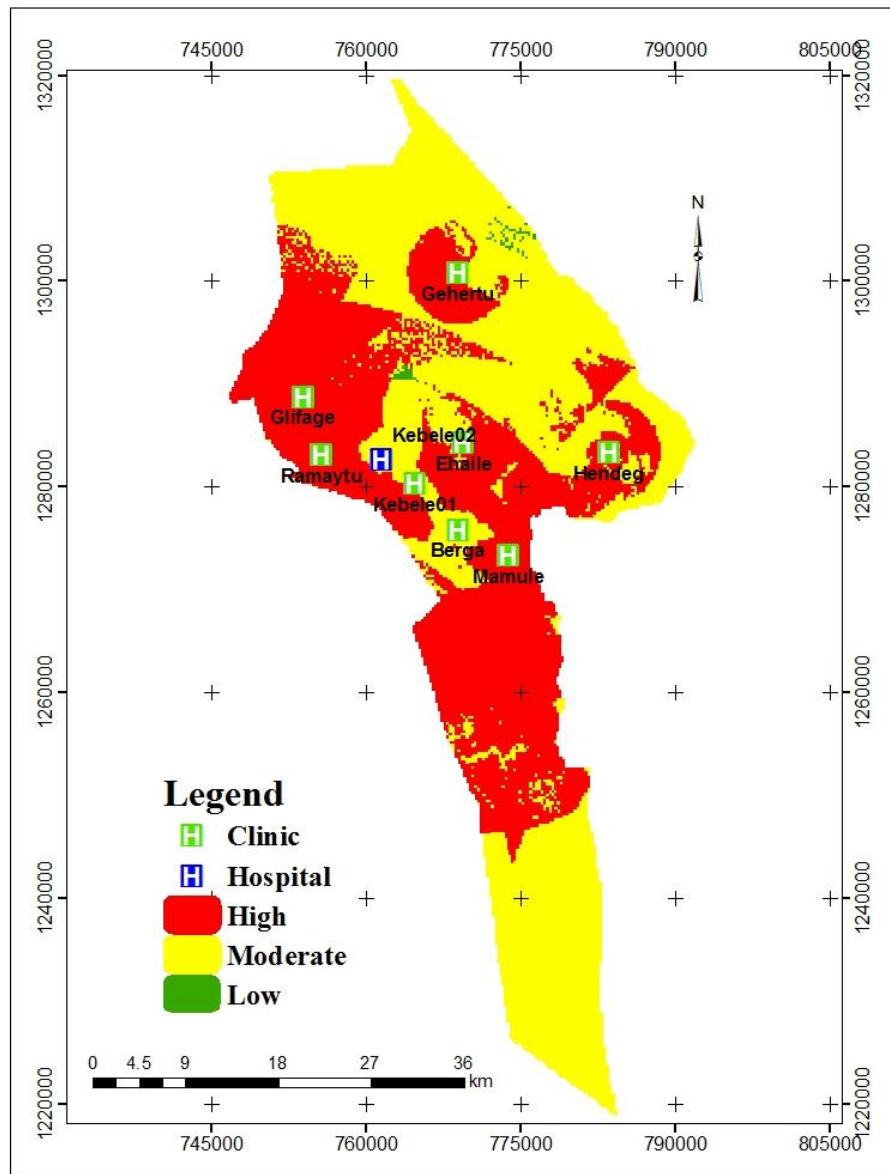 745000 760000 775000 790000 805000
1320000 1320000
N
1300000 1300000
Gehertu
Glifage
Kebele02
Ehaile
Ramaytu
Hendeg
1280000 1280000
Kebele01
Berga
Mamule
1260000 1260000
Legend
H Clinic
H Hospital
High
1240000 1240000
Moderate
Low
0 4.5 9 18 27 36
km
1220000 1220000
745000 760000 775000 790000 805000